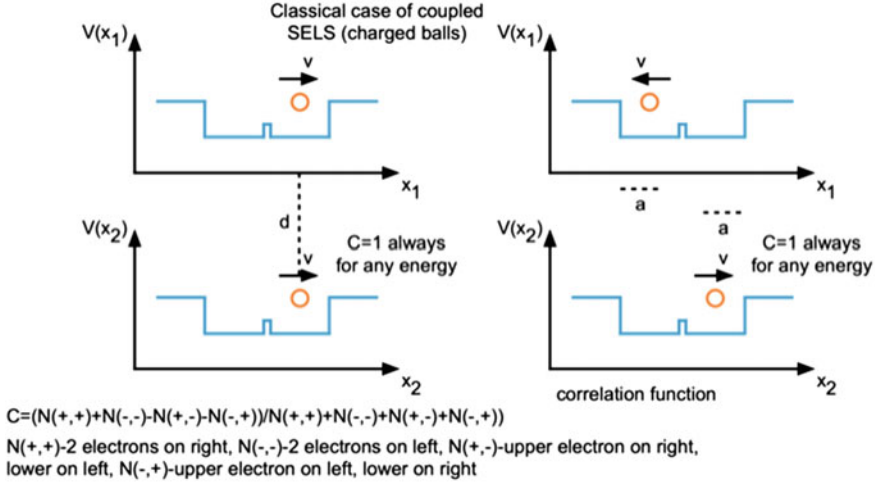 Classical case of coupled
SELS (charged balls)
V(x1)
v
x1
V(x1)
v
x1
d
a
a
V(x2)
v
C=1 always
for any energy
x2
V(x2)
v
C=1 always
for any energy
x2
correlation function
C=(N(+,+)+N(-,-)-N(+,-)-N(-,+))/N(+,+)+N(-,-)+N(+,-)+N(-,+))
N(+,+)-2 electrons on right, N(-,-)-2 electrons on left, N(+,-)-upper electron on right,
lower on left, N(-,+)-upper electron on left, lower on right